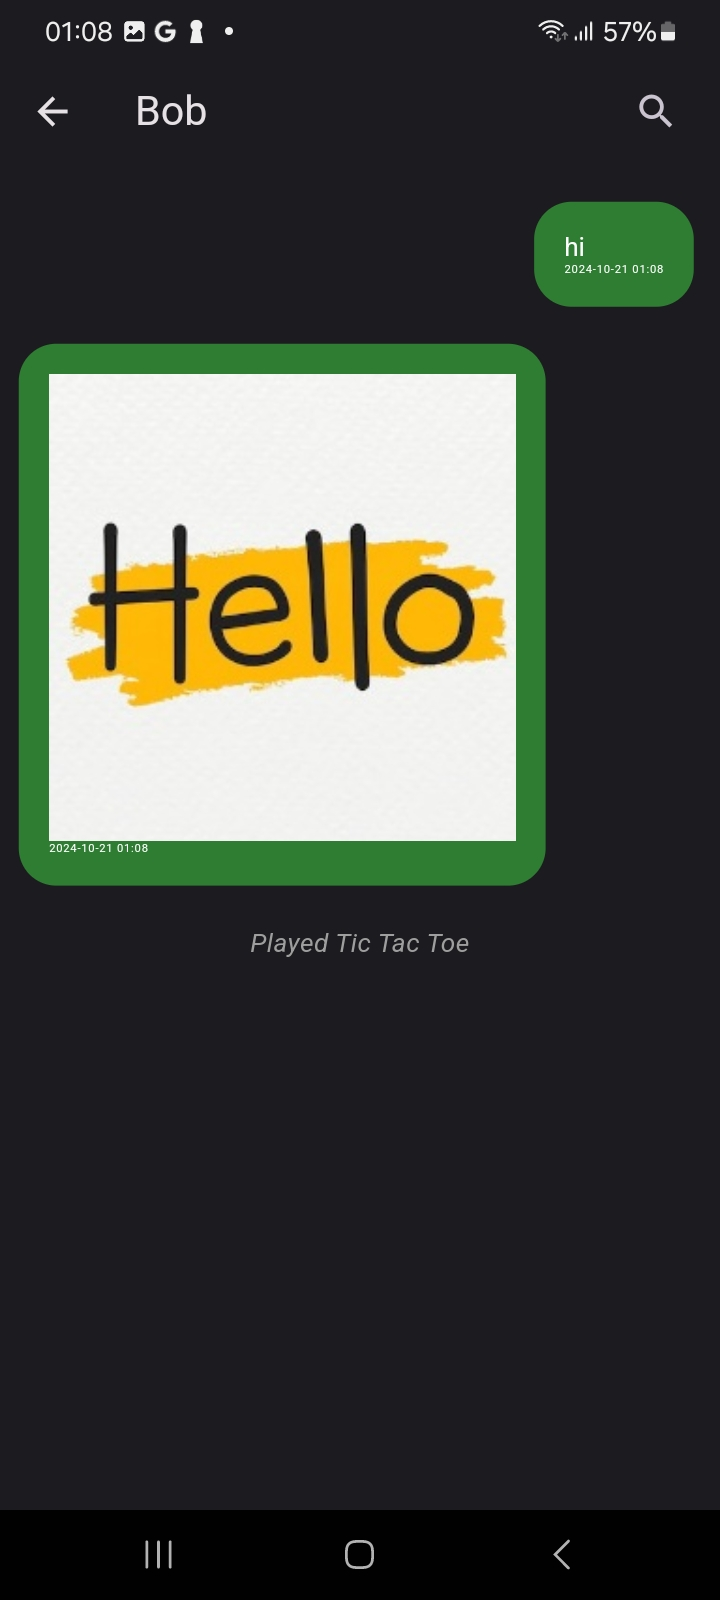 01:08 G 57%
Bob
hi
2024-10-21 01:08
Hello
2024-10-21 01:08
Played Tic Tac Toe